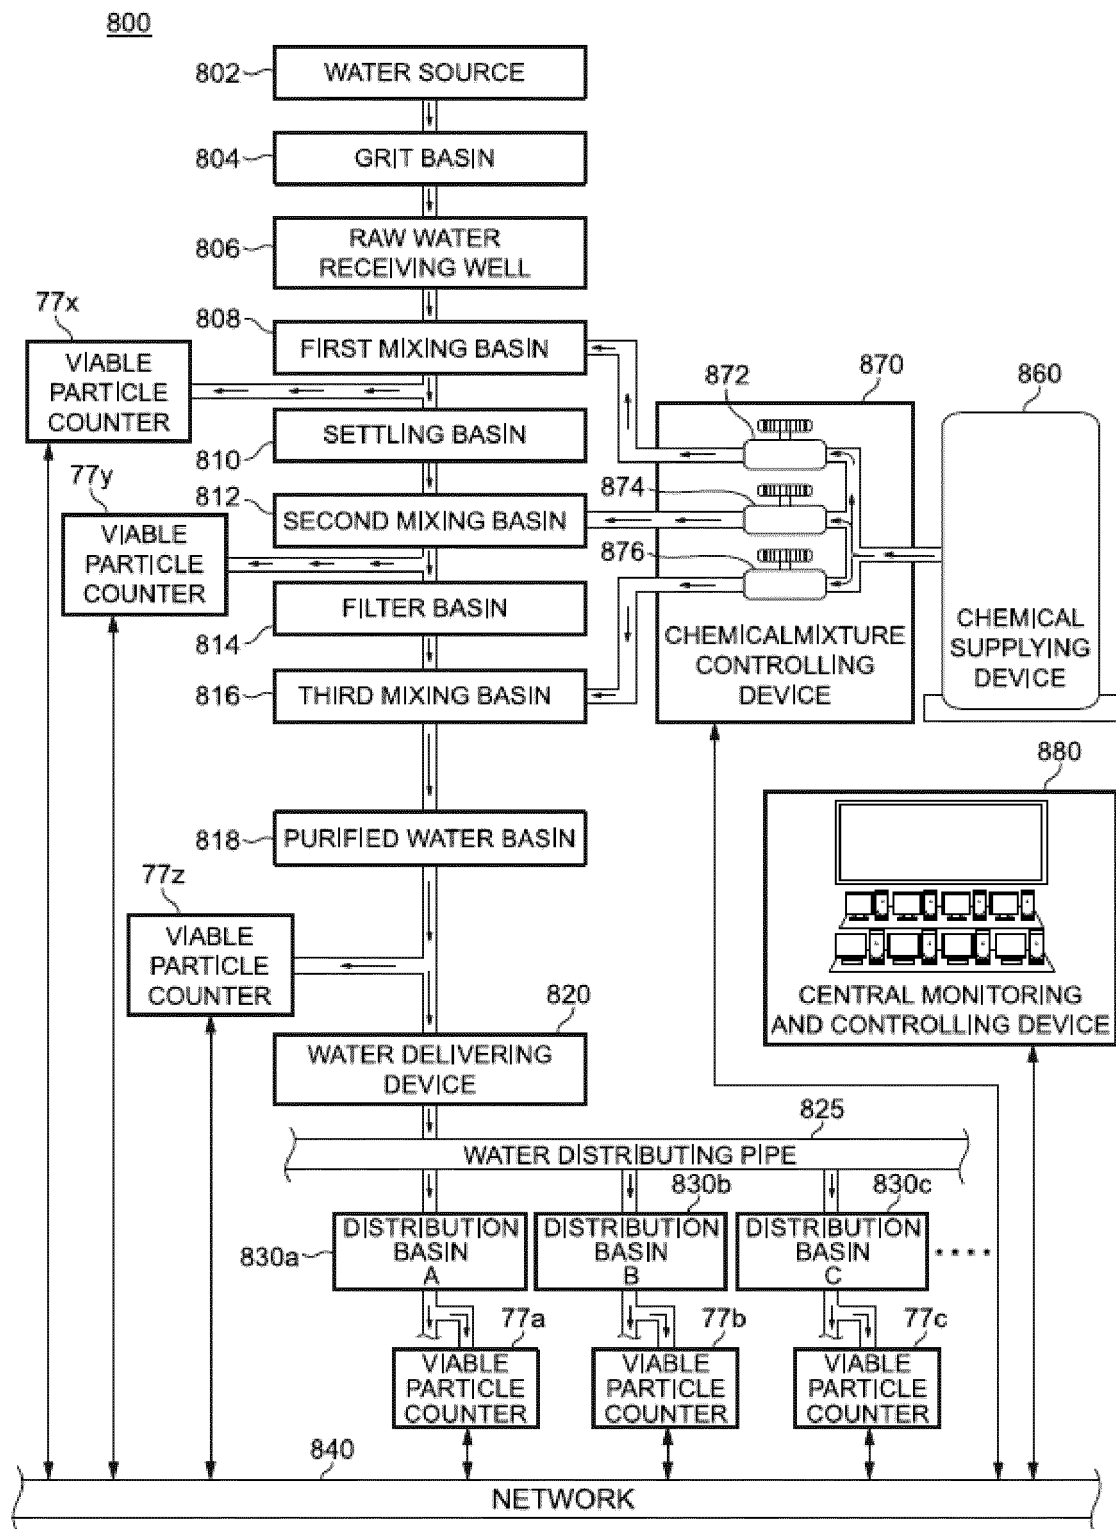 800
802
WATER SOURCE
804
GRIT BASIN
806
RAW WATER
RECEIVING WELL
77x
VIABLE
PARTICLE
COUNTER
808
FIRST MIXING BASIN
872
870
860
810
SETTLING BASIN
77y
VIABLE
PARTICLE
COUNTER
812
SECOND MIXING BASIN
874
876
814
FILTER BASIN
816
THIRD MIXING BASIN
CHEMICALMIXTURE
CONTROLLING
DEVICE
CHEMICAL
SUPPLYING
DEVICE
880
818
PURIFIED WATER BASIN
77z
VIABLE
PARTICLE
COUNTER
CENTRAL MONITORING
AND CONTROLLING DEVICE
820
WATER DELIVERING
DEVICE
825
WATER DISTRIBUTING PIPE
830a
DISTRIBUTION
BASIN
A
830b
DISTRIBUTION
BASIN
B
830c
DISTRIBUTION
BASIN
C
....
77a
VIABLE
PARTICLE
COUNTER
77b
VIABLE
PARTICLE
COUNTER
77c
VIABLE
PARTICLE
COUNTER
840
NETWORK